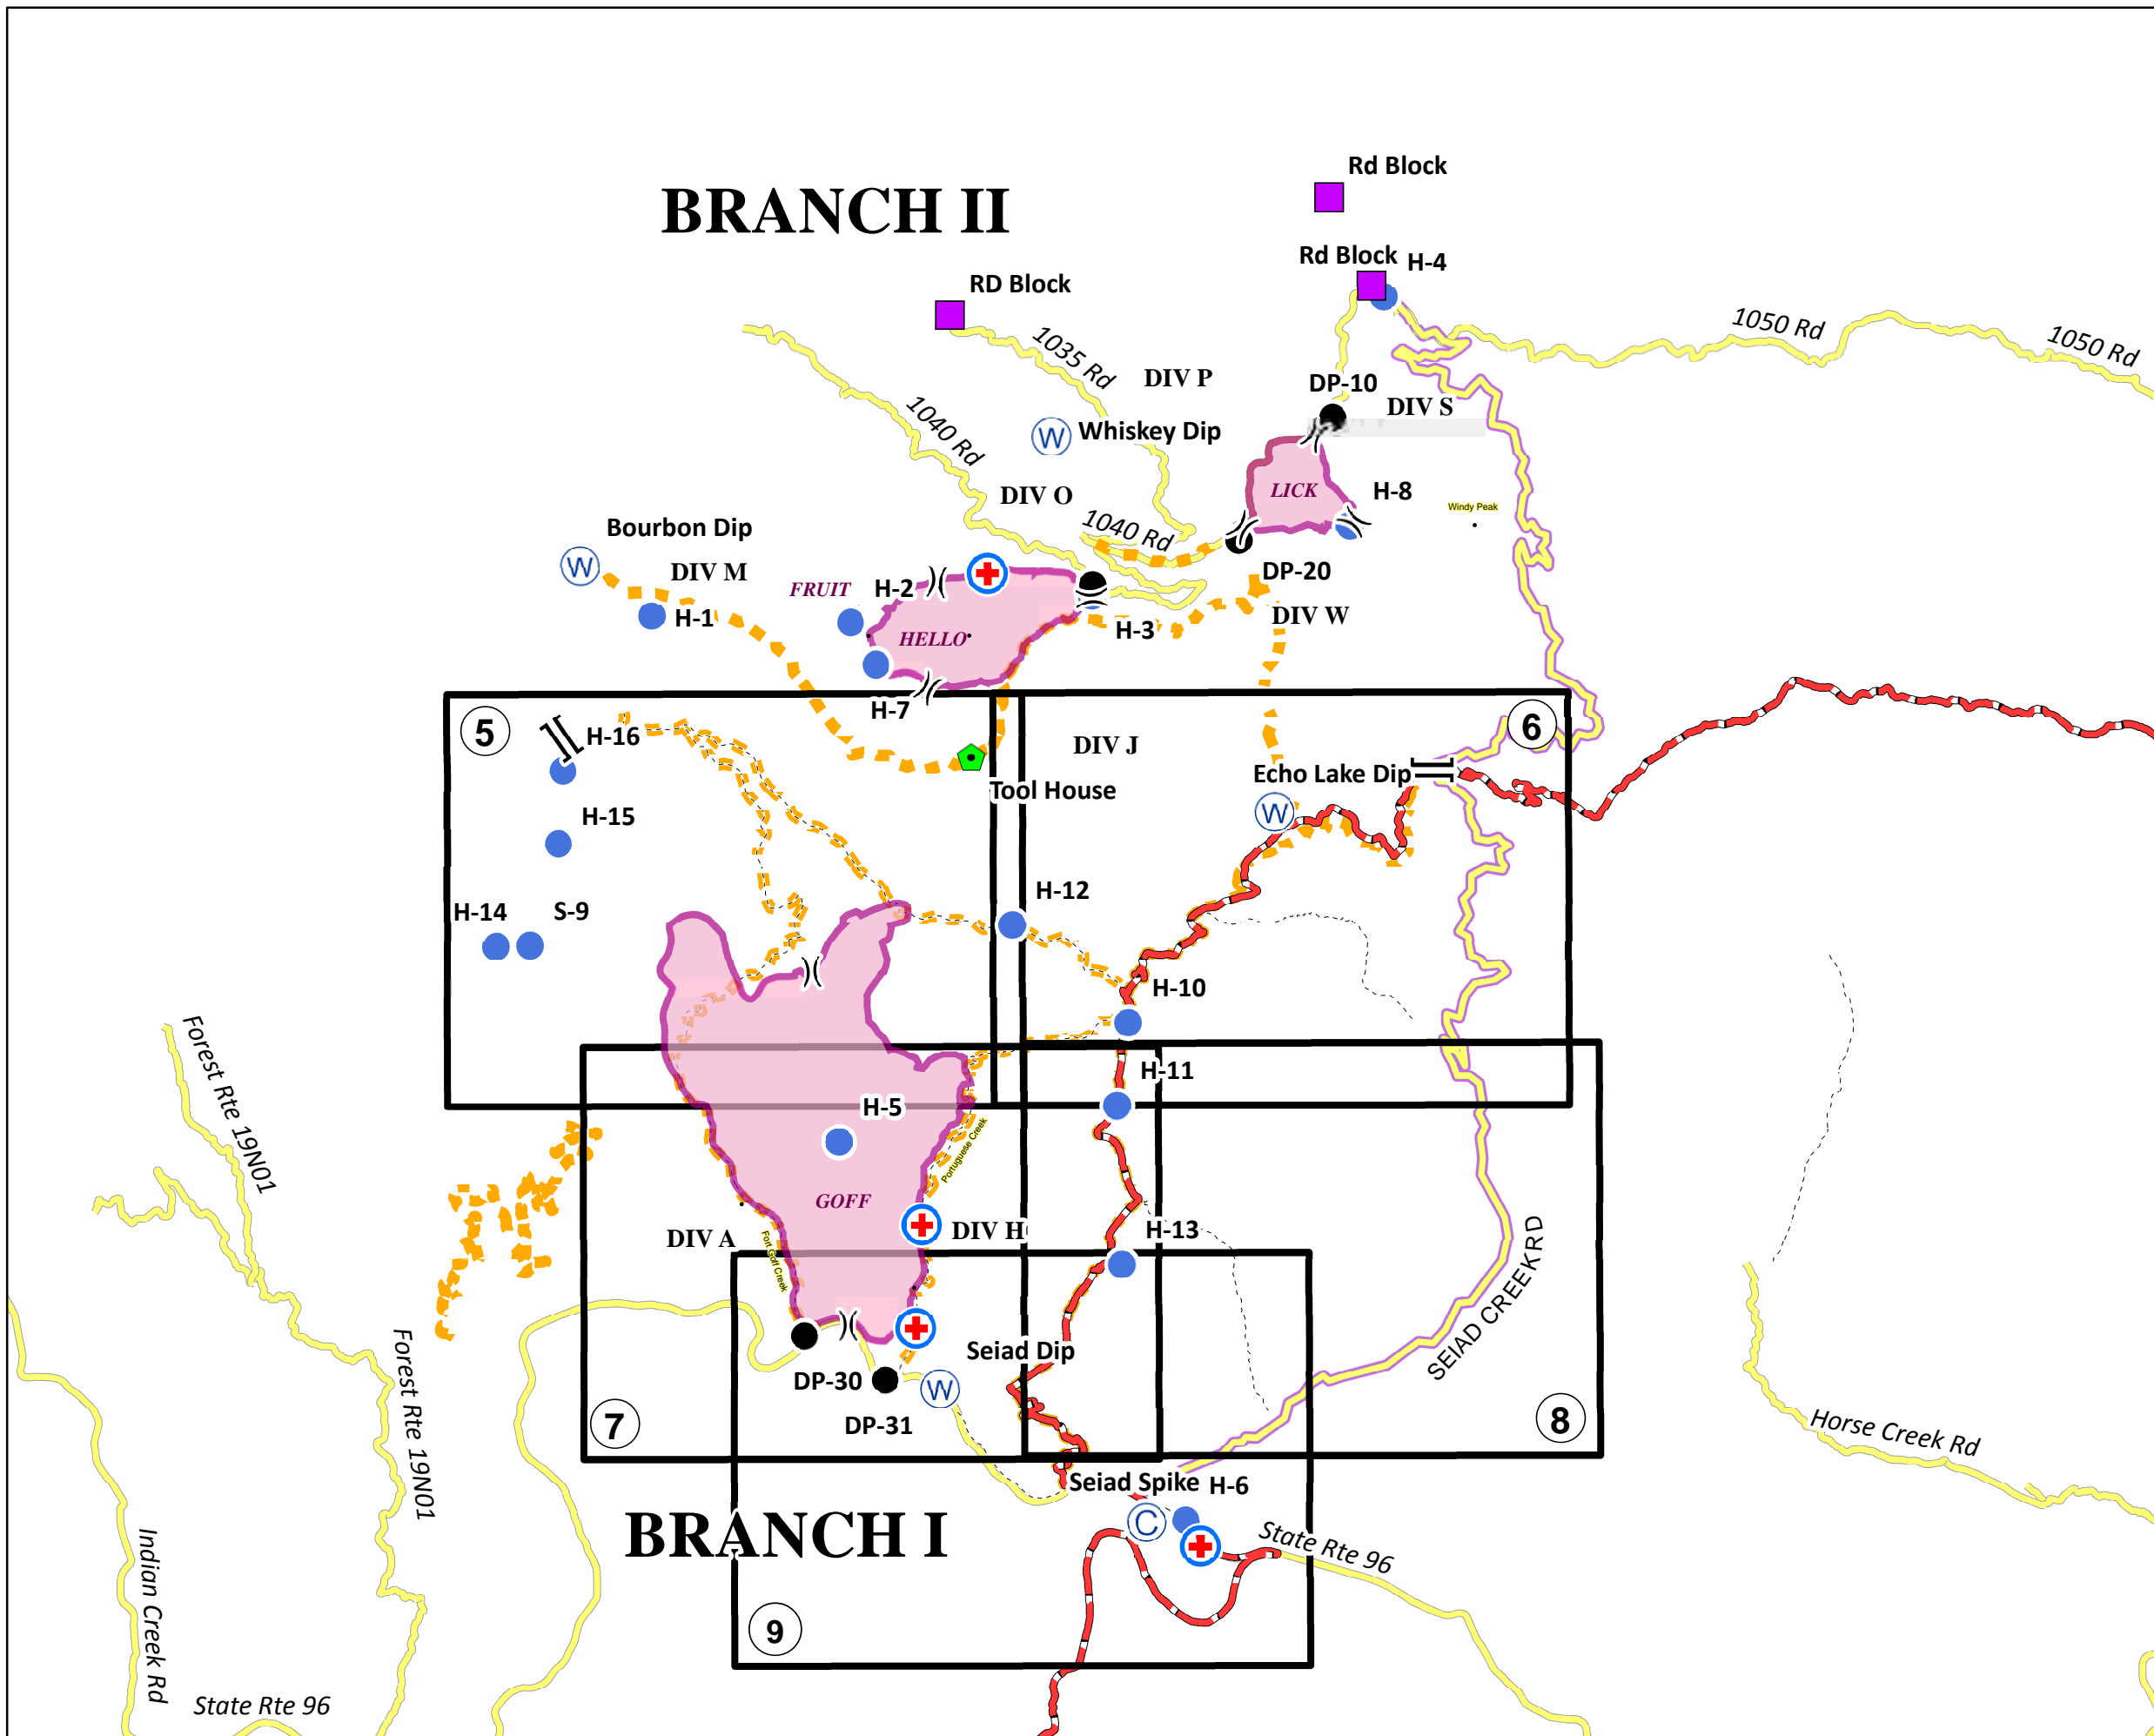 Rd Block
BRANCH II
Rd Block
H-4
RD Block
1050 Rd
1050 Rd
1035 Rd
DIV P
DP-10
DIV S
1040 Rd
W
Whiskey Dip
LICK
H-8
DIV O
Windy Peak
Bourbon Dip
1040 Rd
W
DIV M
FRUIT
H-2
DP-20
H-1
DIV W
HELLO
H-3
H-7
5
H-16
DIV J
6
Echo Lake Dip
Tool House
W
H-15
H-12
H-14
S-9
H-10
Forest Rte 19N01
H-11
H-5
Portuguese Creek
GOFF
DIV A
DIV H
H-13
Fort Goff Creek
SEIAD CREEKRD
Seiad Dip
Forest Rte 19N01
DP-30
W
DP-31
7
8
Horse Creek Rd
Seiad Spike
H-6
BRANCH I
C
State Rte 96
Indian Creek Rd
9
State Rte 96